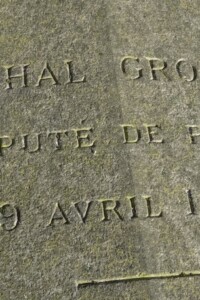 HAL GRO
PUTÉ DE P
9 AVRIL 1